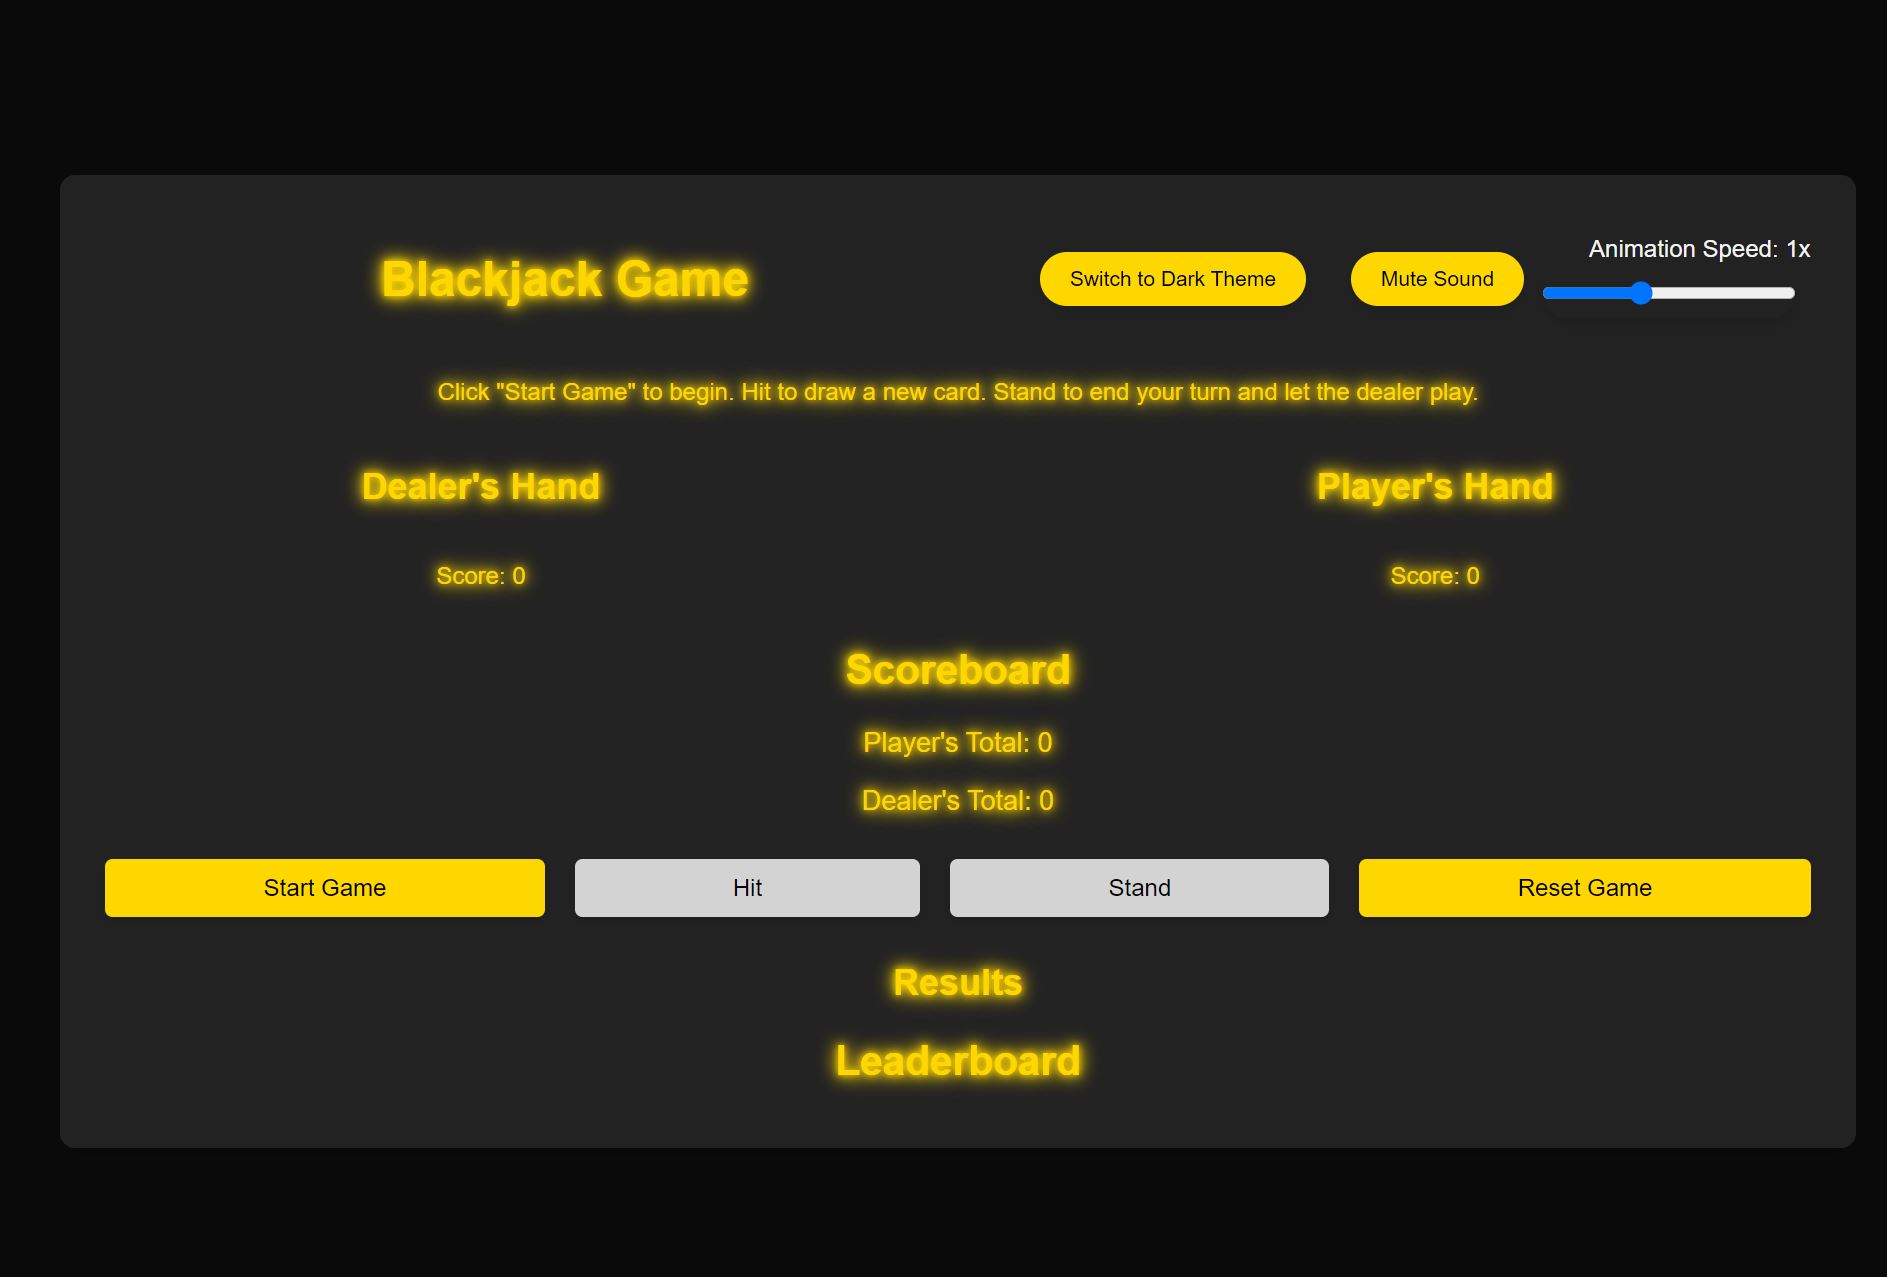 Blackjack Game
Switch to Dark Theme
Mute Sound
Animation Speed: 1x
Click "Start Game" to begin. Hit to draw a new card. Stand to end your turn and let the dealer play.
Dealer's Hand
Score: 0
Player's Hand
Score: 0
Scoreboard
Player's Total: 0
Dealer's Total: 0
Start Game
Hit
Stand
Reset Game
Results
Leaderboard